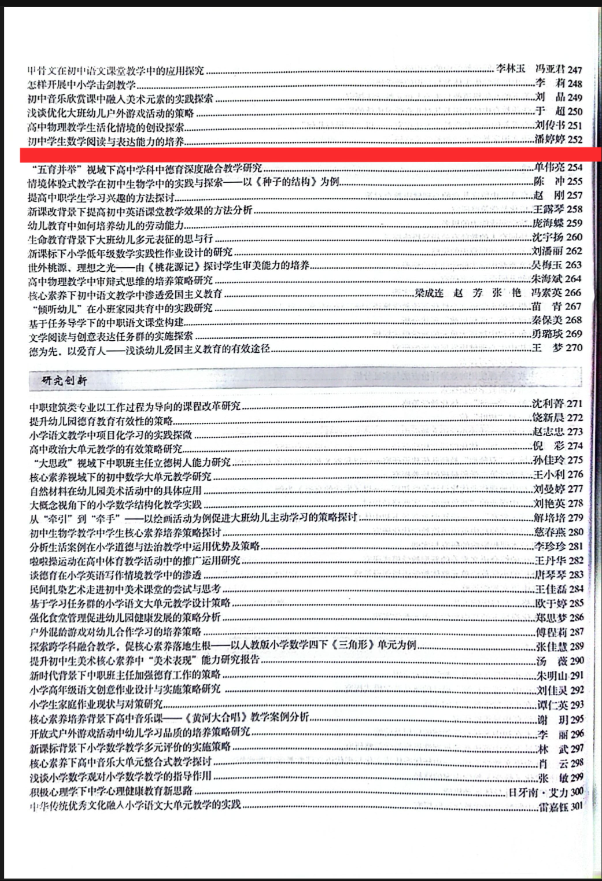 甲骨文在初中语文课堂教学中的应用探究 李林玉 冯亚君 247
怎样开展中小学击剑教学 李莉 248
初中音乐欣赏课中融入美术元素的实践探索 刘晶 249
浅谈优化大班幼儿户外游戏活动的策略 于超 250
高中物理教学生活化情境的创设探索 刘传书 251
初中学生数学阅读与表达能力的培养 潘婷婷 252
“五育并举”视域下高中学科中德育深度融合教学研究 单伟亮 254
情境体验式教学在初中生物学中的实践与探索——以《种子的结构》为例 陈冲 255
提高中职学生学习兴趣的方法探讨 赵刚 257
新课改背景下提高初中英语课堂教学效果的方法分析 王露琴 258
幼儿教育中如何培养幼儿的劳动能力 庞海蝶 259
生命教育背景下大班幼儿多元表征的思与行 沈宇扬 260
新课标下小学低年级数学实践性作业设计的研究 刘潘丽 262
世外桃源，理想之光——由《桃花源记》探讨学生审美能力的培养 吴梅玉 263
高中物理教学中审辩式思维的培养策略研究 朱海斌 264
核心素养下初中语文教学中渗透爱国主义教育 梁成连 赵芳 张艳 冯素英 266
“倾听幼儿”在小班家园共育中的实践研究 苗青 267
基于任务导学下的中职语文课堂构建 秦保美 268
文学阅读与创意表达任务群的实施探索 勇璐琰 269
德为先，以爱育人——浅谈幼儿爱国主义教育的有效途径 王梦 270
研究创新
中职建筑类专业以工作过程为导向的课程改革研究 沈利菁 271
提升幼儿园德育教育有效性的策略 饶新晨 272
小学语文教学中项目化学习的实践探微 赵志忠 273
高中政治大单元教学的有效策略研究 倪彩 274
“大思政”视域下中职班主任立德树人能力研究 孙佳玲 275
核心素养视域下的初中数学大单元教学研究 王小利 276
自然材料在幼儿园美术活动中的具体应用 刘曼婷 277
大概念视角下的小学数学结构化教学实践 刘艳英 278
从“牵引”到“牵手”——以绘画活动为例促进大班幼儿主动学习的策略探讨 解培培 279
初中生物学教学中学生核心素养培养策略探讨 慈春燕 280
分析生活案例在小学道德与法治教学中运用优势及策略 李珍珍 281
啦啦操运动在高中体育教学活动中的推广运用研究 王丹华 282
谈德育在小学英语写作情境教学中的渗透 唐琴琴 283
民间扎染艺术走进初中美术课堂的尝试与思考 王佳磊 284
基于学习任务群的小学语文大单元教学设计策略 欧于婷 285
强化食堂管理促进幼儿园健康发展的策略分析 郑思梦 286
户外混龄游戏对幼儿合作学习的培养策略 傅程莉 287
探索跨学科融合教学，促核心素养落地生根——以人教版小学数学四下《三角形》单元为例 张佳慧 289
提升初中生美术核心素养中“美术表现”能力研究报告 汤薇 290
新时代背景下中职班主任加强德育工作的策略 朱明山 291
小学高年级语文创意作业设计与实施策略研究 刘佳灵 292
小学生家庭作业现状与对策研究 谭仁英 293
核心素养培养背景下高中音乐课——《黄河大合唱》教学案例分析 谢玥 295
开放式户外游戏活动中幼儿学习品质的培养策略研究 李丽 296
新课标背景下小学数学教学多元评价的实施策略 林武 297
核心素养下高中音乐大单元整合式教学探讨 肖云 298
浅谈小学数学观对小学数学教学的指导作用 张敏 299
积极心理学下中学心理健康教育新思路 日牙南·艾力 300
中华传统优秀文化融入小学语文大单元教学的实践 雷嘉钰 301